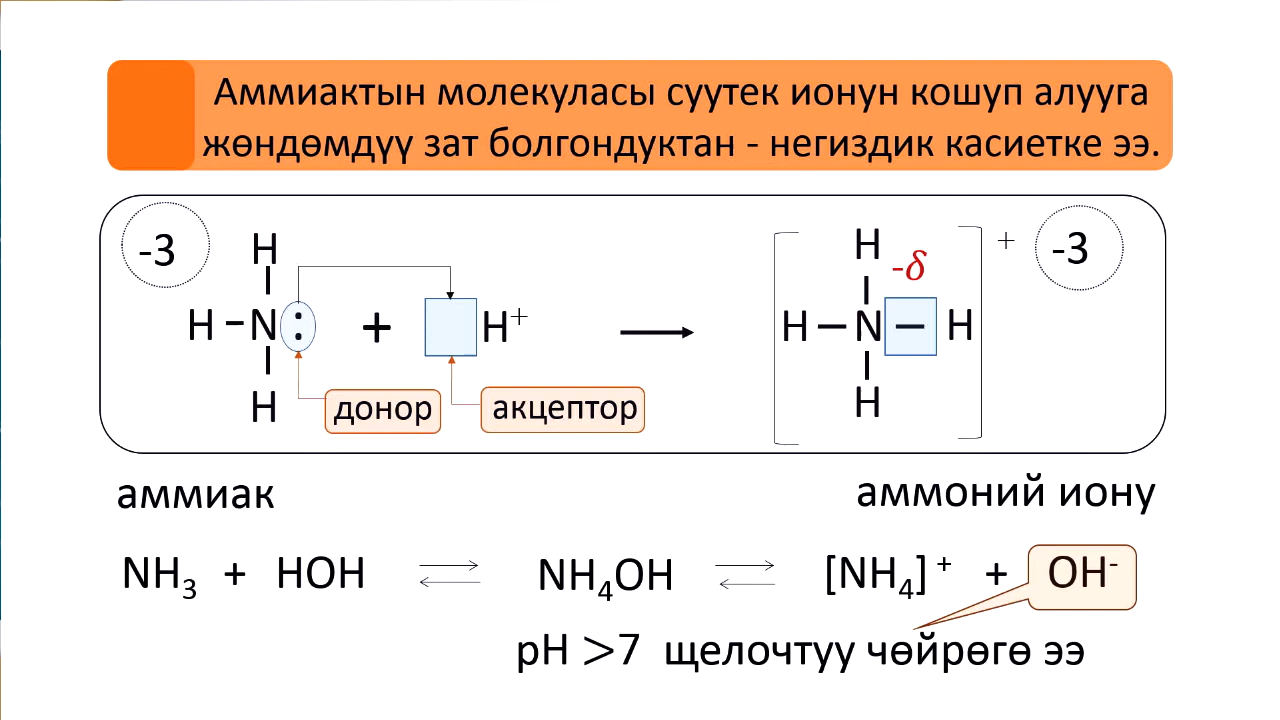 Аммиактын молекуласы суутек ионун кошуп алууга
жөндөмдүү зат болгондуктан - негиздик касиетке ээ.
-3
H
H – N : + H⁺
H
донор
акцептор
H
-δ
[H – N – H]⁺
H
-3
аммиак
аммоний иону
NH₃ + HOH ⇄ NH₄OH ⇄ [NH₄]⁺ + OH⁻
pH >7 щелочтуу чөйрөгө ээ